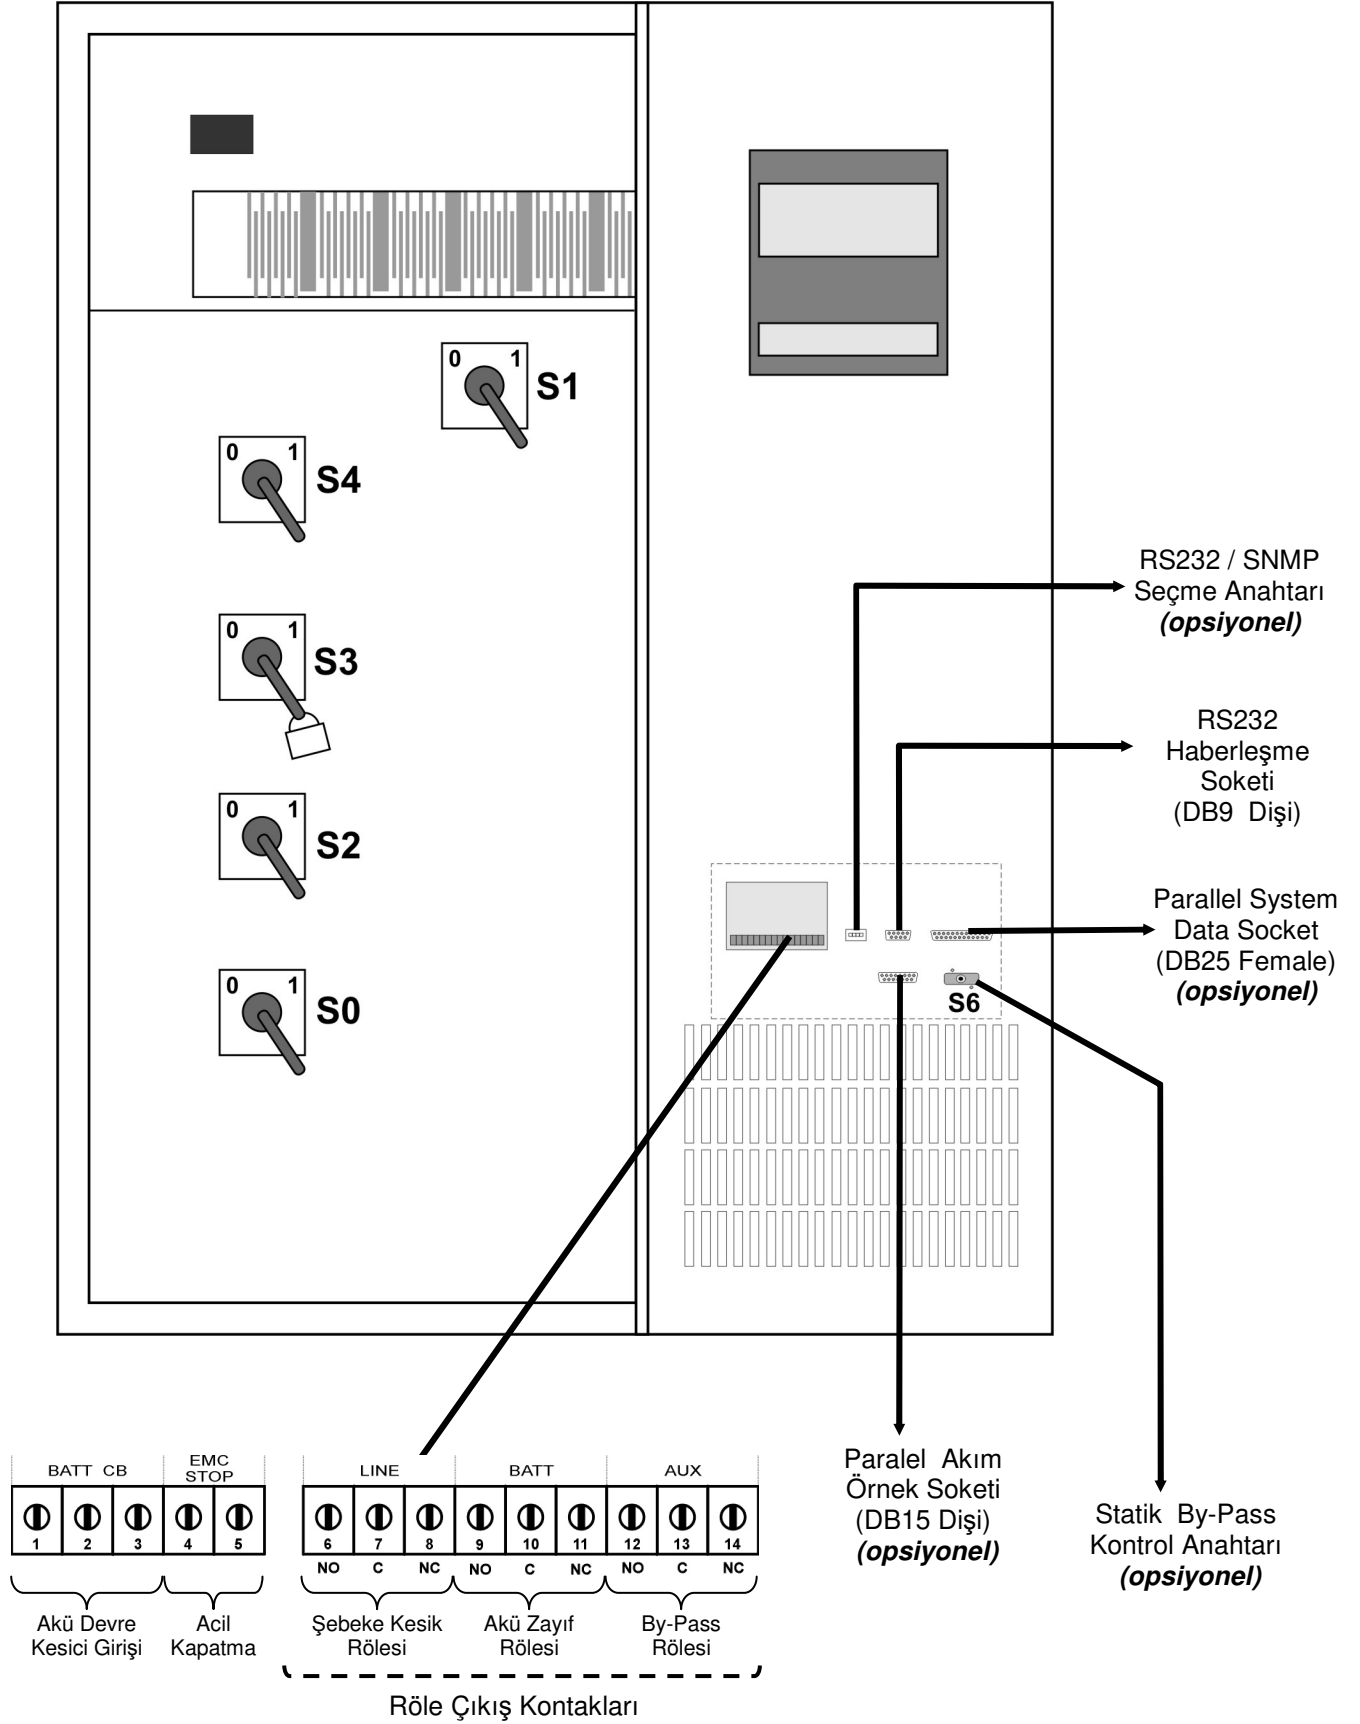 0 1
S1
0 1
S4
0 1
S3
0 1
S2
0 1
S0
RS232 / SNMP
Seçme Anahtarı
(opsiyonel)
RS232
Haberleşme
Soketi
(DB9 Dişi)
Parallel System
Data Socket
(DB25 Female)
(opsiyonel)
S6
Paralel Akım
Örnek Soketi
(DB15 Dişi)
(opsiyonel)
Statik By-Pass
Kontrol Anahtarı
(opsiyonel)
BATT CB
EMC
STOP
LINE
BATT
AUX
1 2 3 4 5 6 7 8 9 10 11 12 13 14
NO C NC NO C NC NO C NC
Akü Devre
Kesici Girişi
Acil
Kapatma
Şebeke Kesik
Rölesi
Akü Zayıf
Rölesi
By-Pass
Rölesi
Röle Çıkış Kontakları